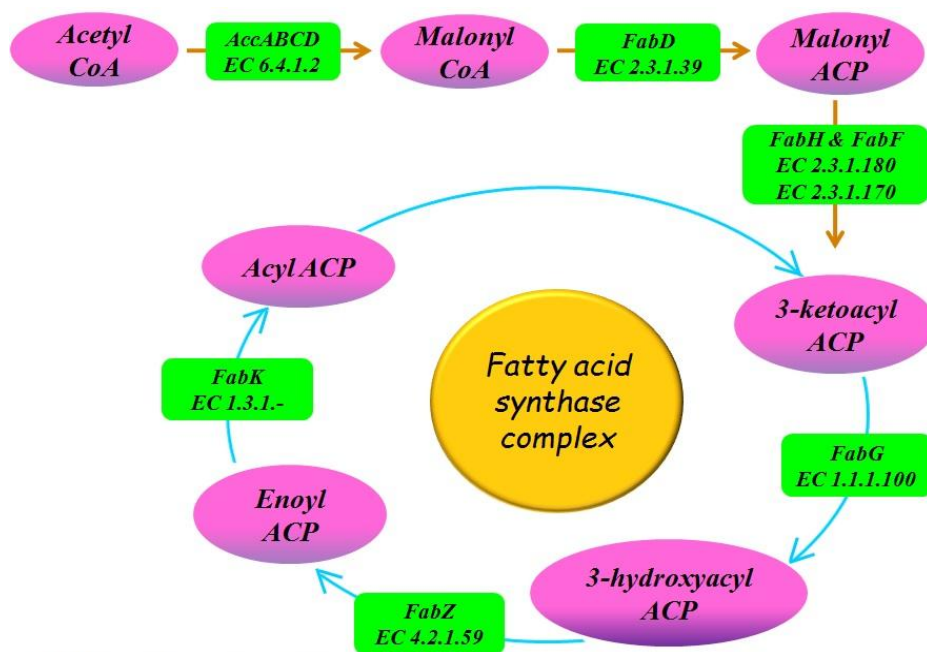 Acetyl
CoA
AccABCD
EC 6.4.1.2
Malonyl
CoA
FabD
EC 2.3.1.39
Malonyl
ACP
FabH & FabF
EC 2.3.1.180
EC 2.3.1.170
Acyl ACP
3-ketoacyl
ACP
Fatty acid
synthase
complex
FabK
EC 1.3.1.-
FabG
EC 1.1.1.100
Enoyl
ACP
3-hydroxyacyl
ACP
FabZ
EC 4.2.1.59